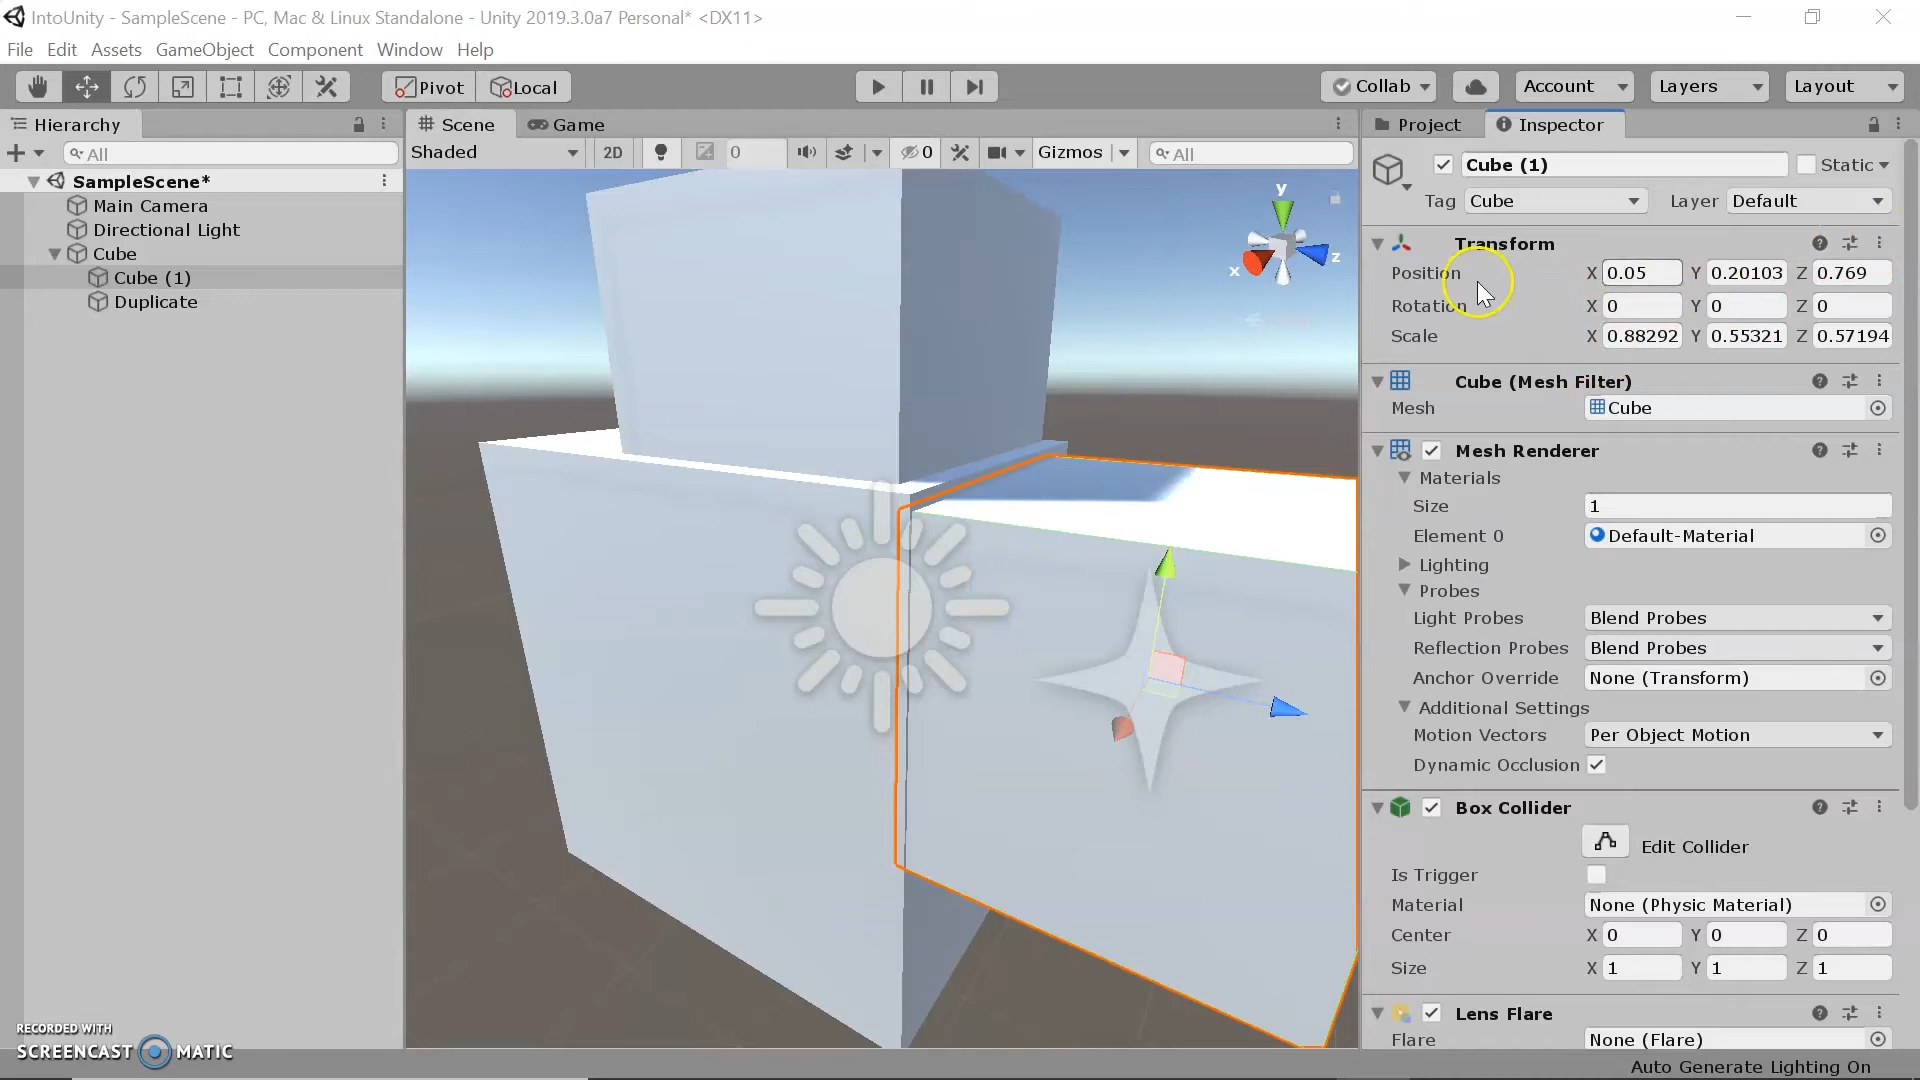 IntoUnity - SampleScene - PC, Mac & Linux Standalone - Unity 2019.3.0a7 Personal* <DX11>
File Edit Assets GameObject Component Window Help
Pivot Local Collab Account Layers Layout
Hierarchy
All
SampleScene*
Main Camera
Directional Light
Cube
Cube (1)
Duplicate
Scene Game
Shaded 2D 0 0 Gizmos All
y
x z
Project Inspector
Cube (1) Static
Tag Cube Layer Default
Transform
Position X 0.05 Y 0.20103 Z 0.769
Rotation X 0 Y 0 Z 0
Scale X 0.88292 Y 0.55321 Z 0.57194
Cube (Mesh Filter)
Mesh Cube
Mesh Renderer
Materials
Size 1
Element 0 Default-Material
Lighting
Probes
Light Probes Blend Probes
Reflection Probes Blend Probes
Anchor Override None (Transform)
Additional Settings
Motion Vectors Per Object Motion
Dynamic Occlusion
Box Collider
Edit Collider
Is Trigger
Material None (Physic Material)
Center X 0 Y 0 Z 0
Size X 1 Y 1 Z 1
Lens Flare
Flare None (Flare)
Auto Generate Lighting On
RECORDED WITH
SCREENCAST MATIC